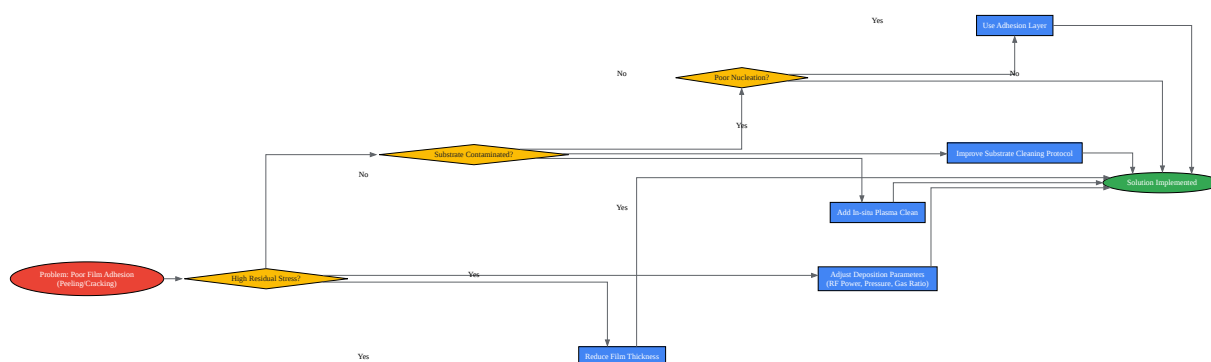 Yes
Use Adhesion Layer
No
Poor Nucleation?
No
Yes
Substrate Contaminated?
Improve Substrate Cleaning Protocol
No
Solution Implemented
Yes
Add In-situ Plasma Clean
Problem: Poor Film Adhesion
(Peeling/Cracking)
High Residual Stress?
Yes
Adjust Deposition Parameters
(RF Power, Pressure, Gas Ratio)
Yes
Reduce Film Thickness